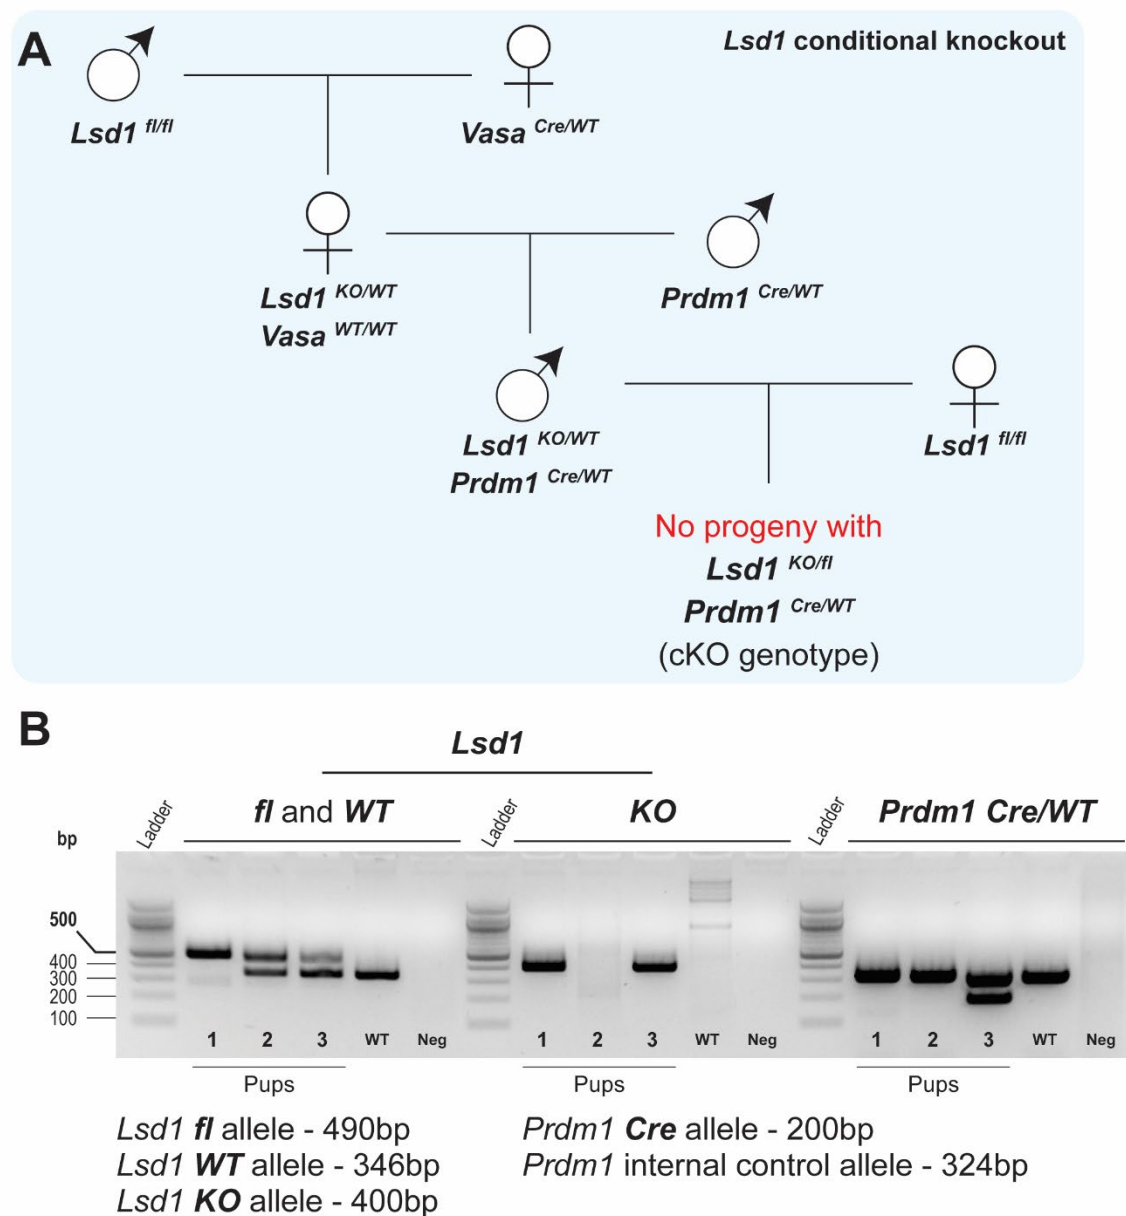 A
Lsd1 conditional knockout
Lsd1 fl/fl
Vasa Cre/WT
Lsd1 KO/WT
Vasa WT/WT
Prdm1 Cre/WT
Lsd1 KO/WT
Prdm1 Cre/WT
Lsd1 fl/fl
No progeny with
Lsd1 KO/fl
Prdm1 Cre/WT
(cKO genotype)
B
Lsd1
bp
Ladder
fl and WT
Ladder
KO
Ladder
Prdm1 Cre/WT
500
400
300
200
100
1 2 3 WT Neg
1 2 3 WT Neg
1 2 3 WT Neg
Pups
Pups
Pups
Lsd1 fl allele - 490bp
Lsd1 WT allele - 346bp
Lsd1 KO allele - 400bp
Prdm1 Cre allele - 200bp
Prdm1 internal control allele - 324bp